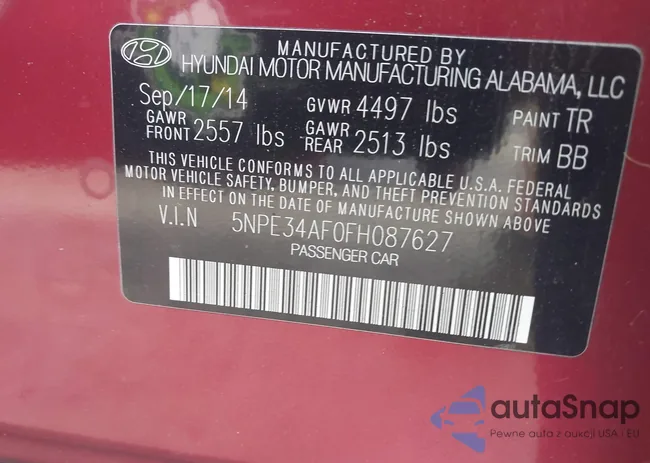 MANUFACTURED BY
HYUNDAI MOTOR MANUFACTURING ALABAMA, LLC
Sep/17/14 GVWR 4497 lbs PAINT TR
GAWR FRONT 2557 lbs GAWR REAR 2513 lbs TRIM BB
THIS VEHICLE CONFORMS TO ALL APPLICABLE U.S.A. FEDERAL
MOTOR VEHICLE SAFETY, BUMPER, AND THEFT PREVENTION STANDARDS
IN EFFECT ON THE DATE OF MANUFACTURE SHOWN ABOVE
V.I.N 5NPE34AF0FH087627
PASSENGER CAR
autaSnap
Pewne auta z aukcji USA i EU